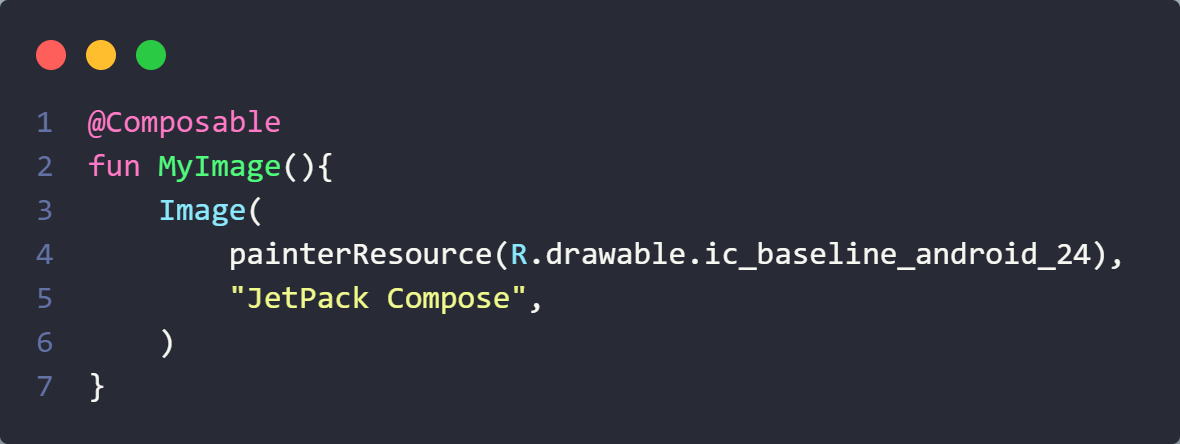 1 @Composable
2 fun MyImage(){
3     Image(
4         painterResource(R.drawable.ic_baseline_android_24),
5         "JetPack Compose",
6     )
7 }